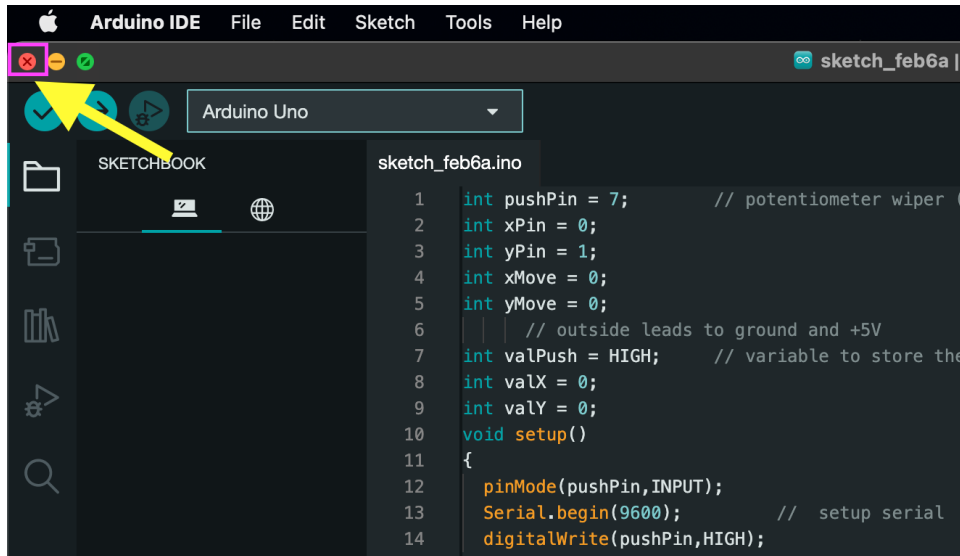 Arduino IDE File Edit Sketch Tools Help
sketch_feb6a |
Arduino Uno
SKETCHBOOK
sketch_feb6a.ino
1 int pushPin = 7; // potentiometer wiper (
2 int xPin = 0;
3 int yPin = 1;
4 int xMove = 0;
5 int yMove = 0;
6 // outside leads to ground and +5V
7 int valPush = HIGH; // variable to store the
8 int valX = 0;
9 int valY = 0;
10 void setup()
11 {
12 pinMode(pushPin,INPUT);
13 Serial.begin(9600); // setup serial
14 digitalWrite(pushPin,HIGH);